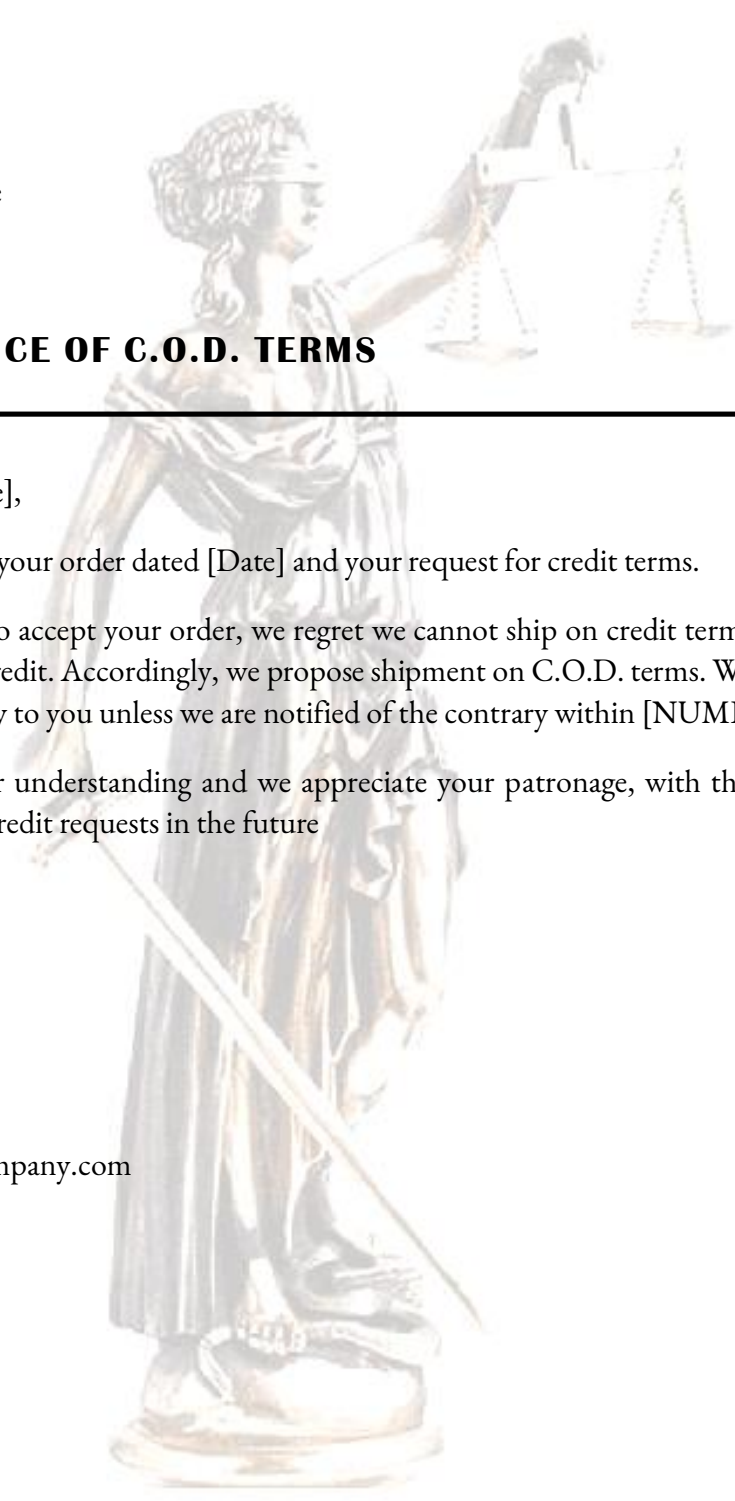 CE OF C.O.D. TERMS
e],
your order dated [Date] and your request for credit terms.
o accept your order, we regret we cannot ship on credit term
redit. Accordingly, we propose shipment on C.O.D. terms. W
y to you unless we are notified of the contrary within [NUM
r understanding and we appreciate your patronage, with th
redit requests in the future
mpany.com